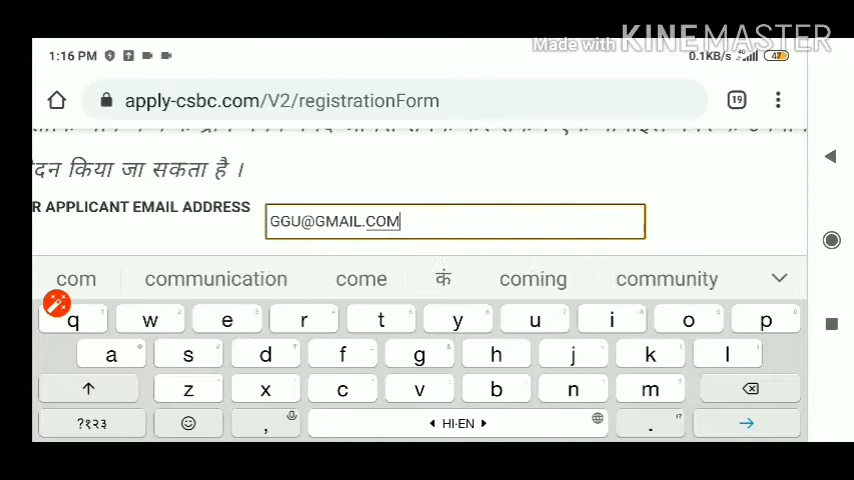 Made with KINEMASTER
1:16 PM
0.1KB/s 4G 47
apply-csbc.com/V2/registrationForm 19
दन किया जा सकता है ।
R APPLICANT EMAIL ADDRESS GGU@GMAIL.COM
com communication come कं coming community
q w e r t y u i o p
a s d f g h j k l
z x c v b n m
?१२३ , HI·EN .